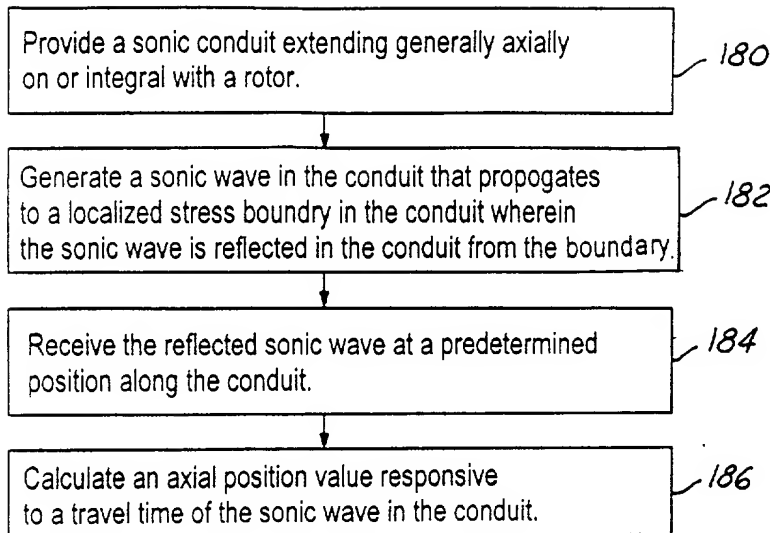 Provide a sonic conduit extending generally axially
on or integral with a rotor.
180
Generate a sonic wave in the conduit that propogates
to a localized stress boundry in the conduit wherein
the sonic wave is reflected in the conduit from the boundary.
182
Receive the reflected sonic wave at a predetermined
position along the conduit.
184
Calculate an axial position value responsive
to a travel time of the sonic wave in the conduit.
186